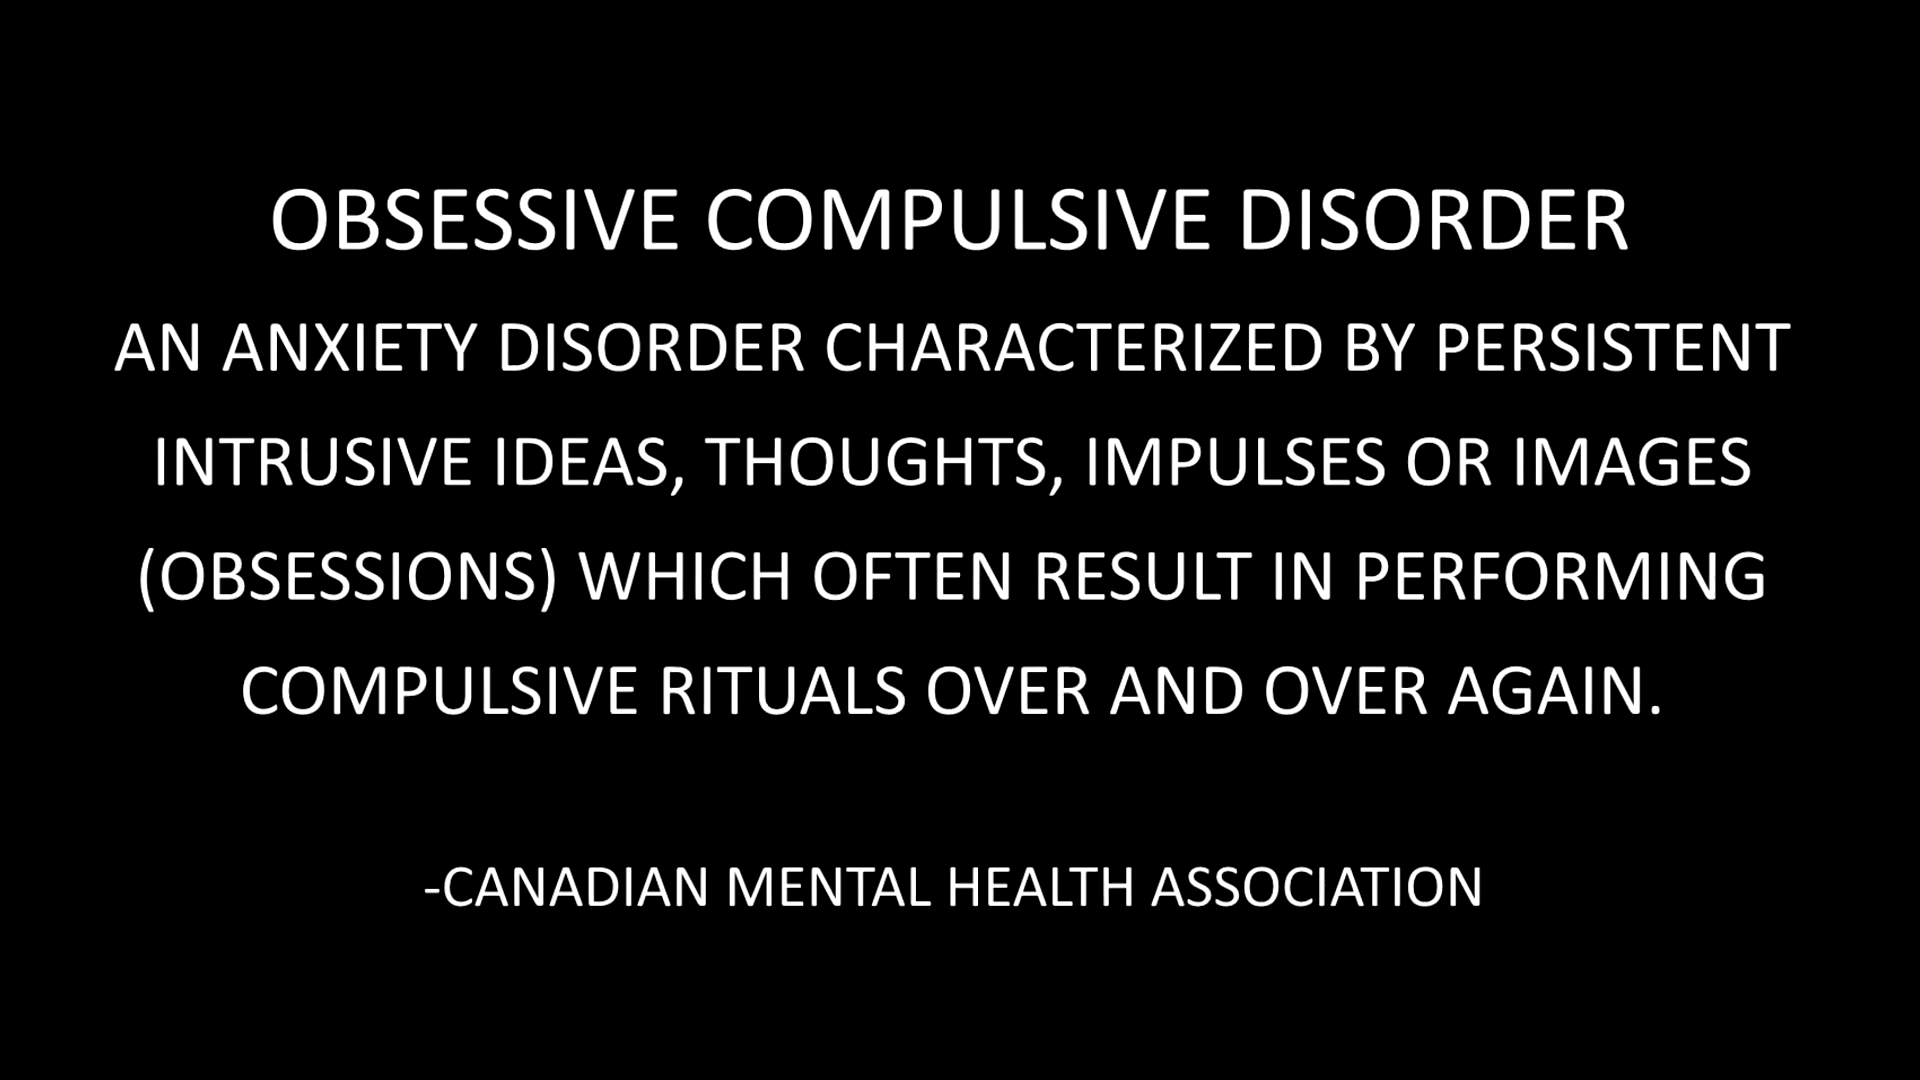 OBSESSIVE COMPULSIVE DISORDER
AN ANXIETY DISORDER CHARACTERIZED BY PERSISTENT
INTRUSIVE IDEAS, THOUGHTS, IMPULSES OR IMAGES
(OBSESSIONS) WHICH OFTEN RESULT IN PERFORMING
COMPULSIVE RITUALS OVER AND OVER AGAIN.
-CANADIAN MENTAL HEALTH ASSOCIATION